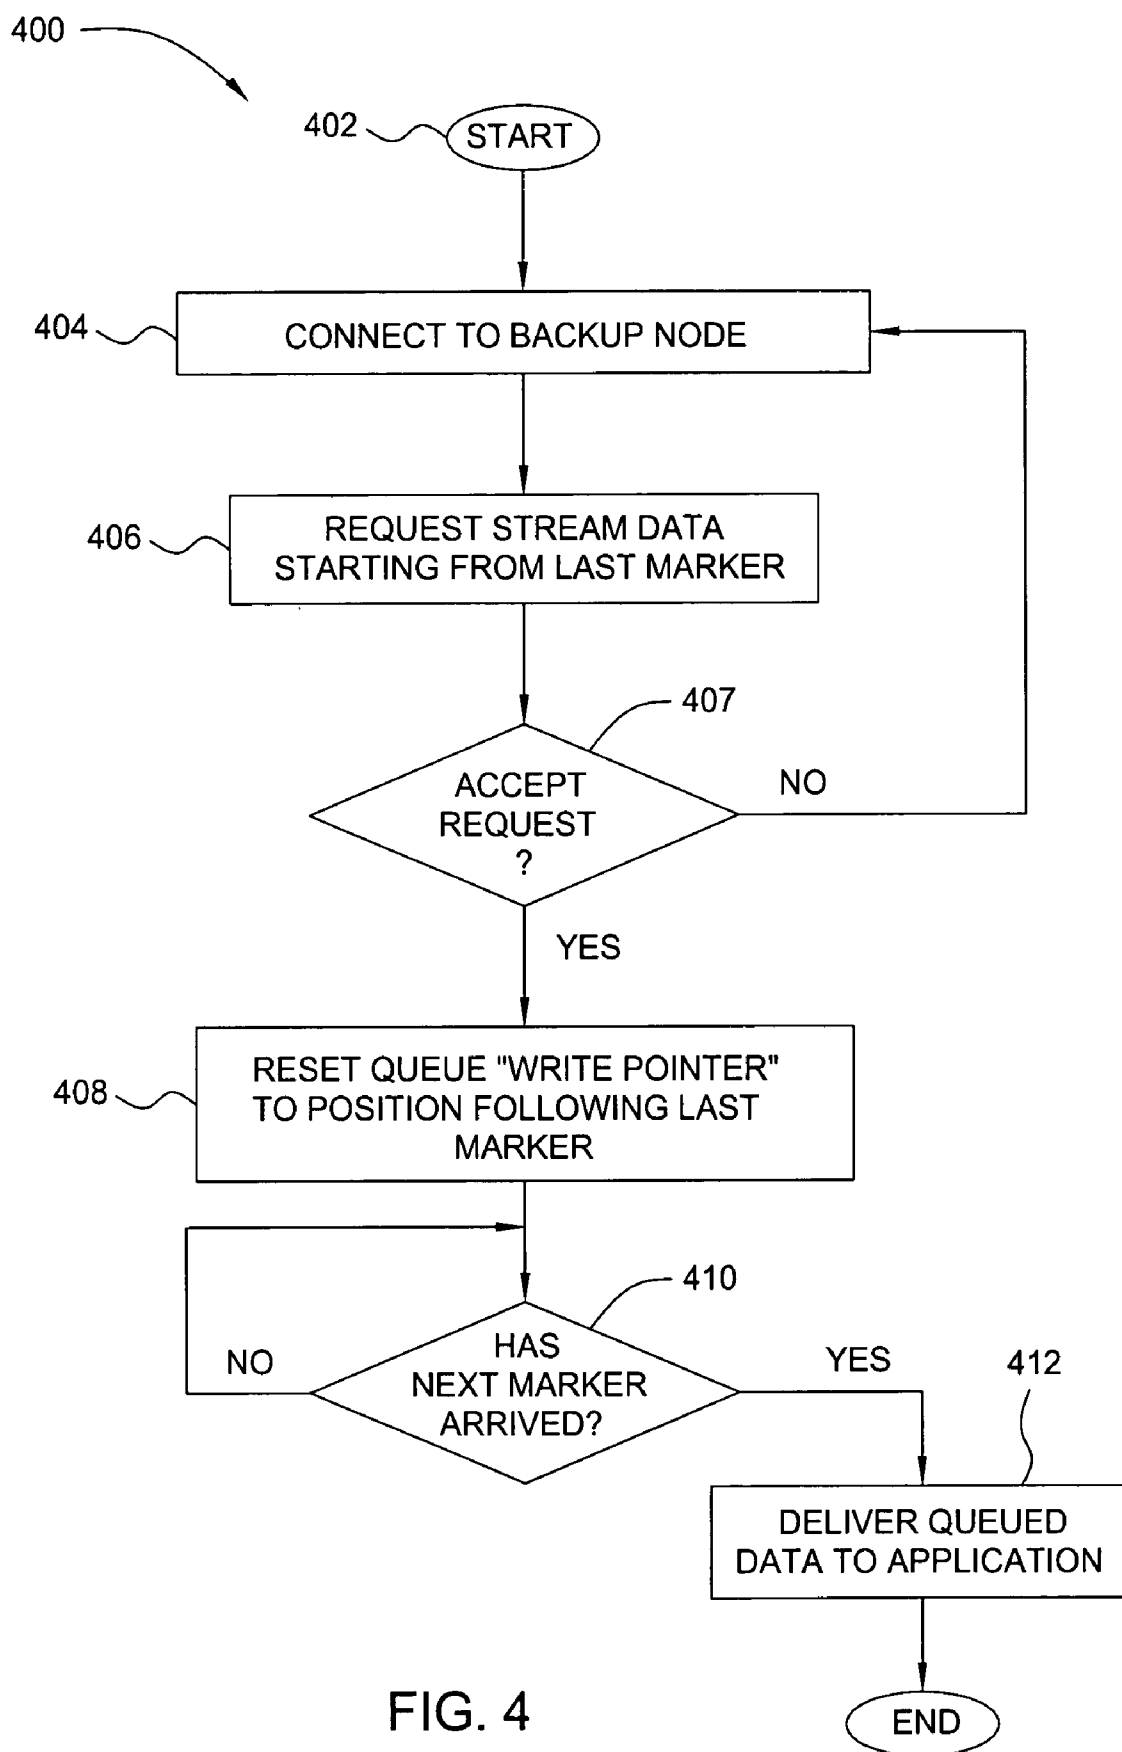 400
402
START
404
CONNECT TO BACKUP NODE
406
REQUEST STREAM DATA
STARTING FROM LAST MARKER
407
ACCEPT
REQUEST
?
NO
YES
408
RESET QUEUE "WRITE POINTER"
TO POSITION FOLLOWING LAST
MARKER
410
HAS
NEXT MARKER
ARRIVED?
NO
YES
412
DELIVER QUEUED
DATA TO APPLICATION
END
FIG. 4